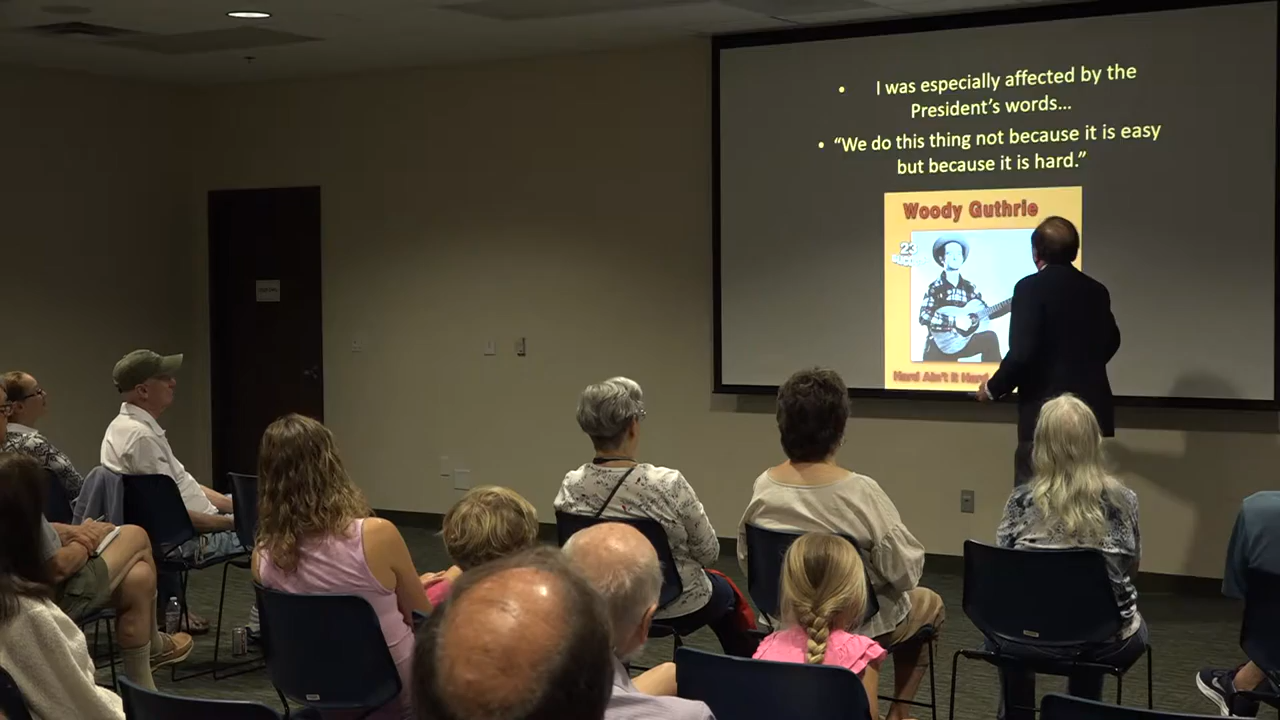 • I was especially affected by the
President's words...
• “We do this thing not because it is easy
but because it is hard.”
Woody Guthrie
23
Hard Ain't It Hard